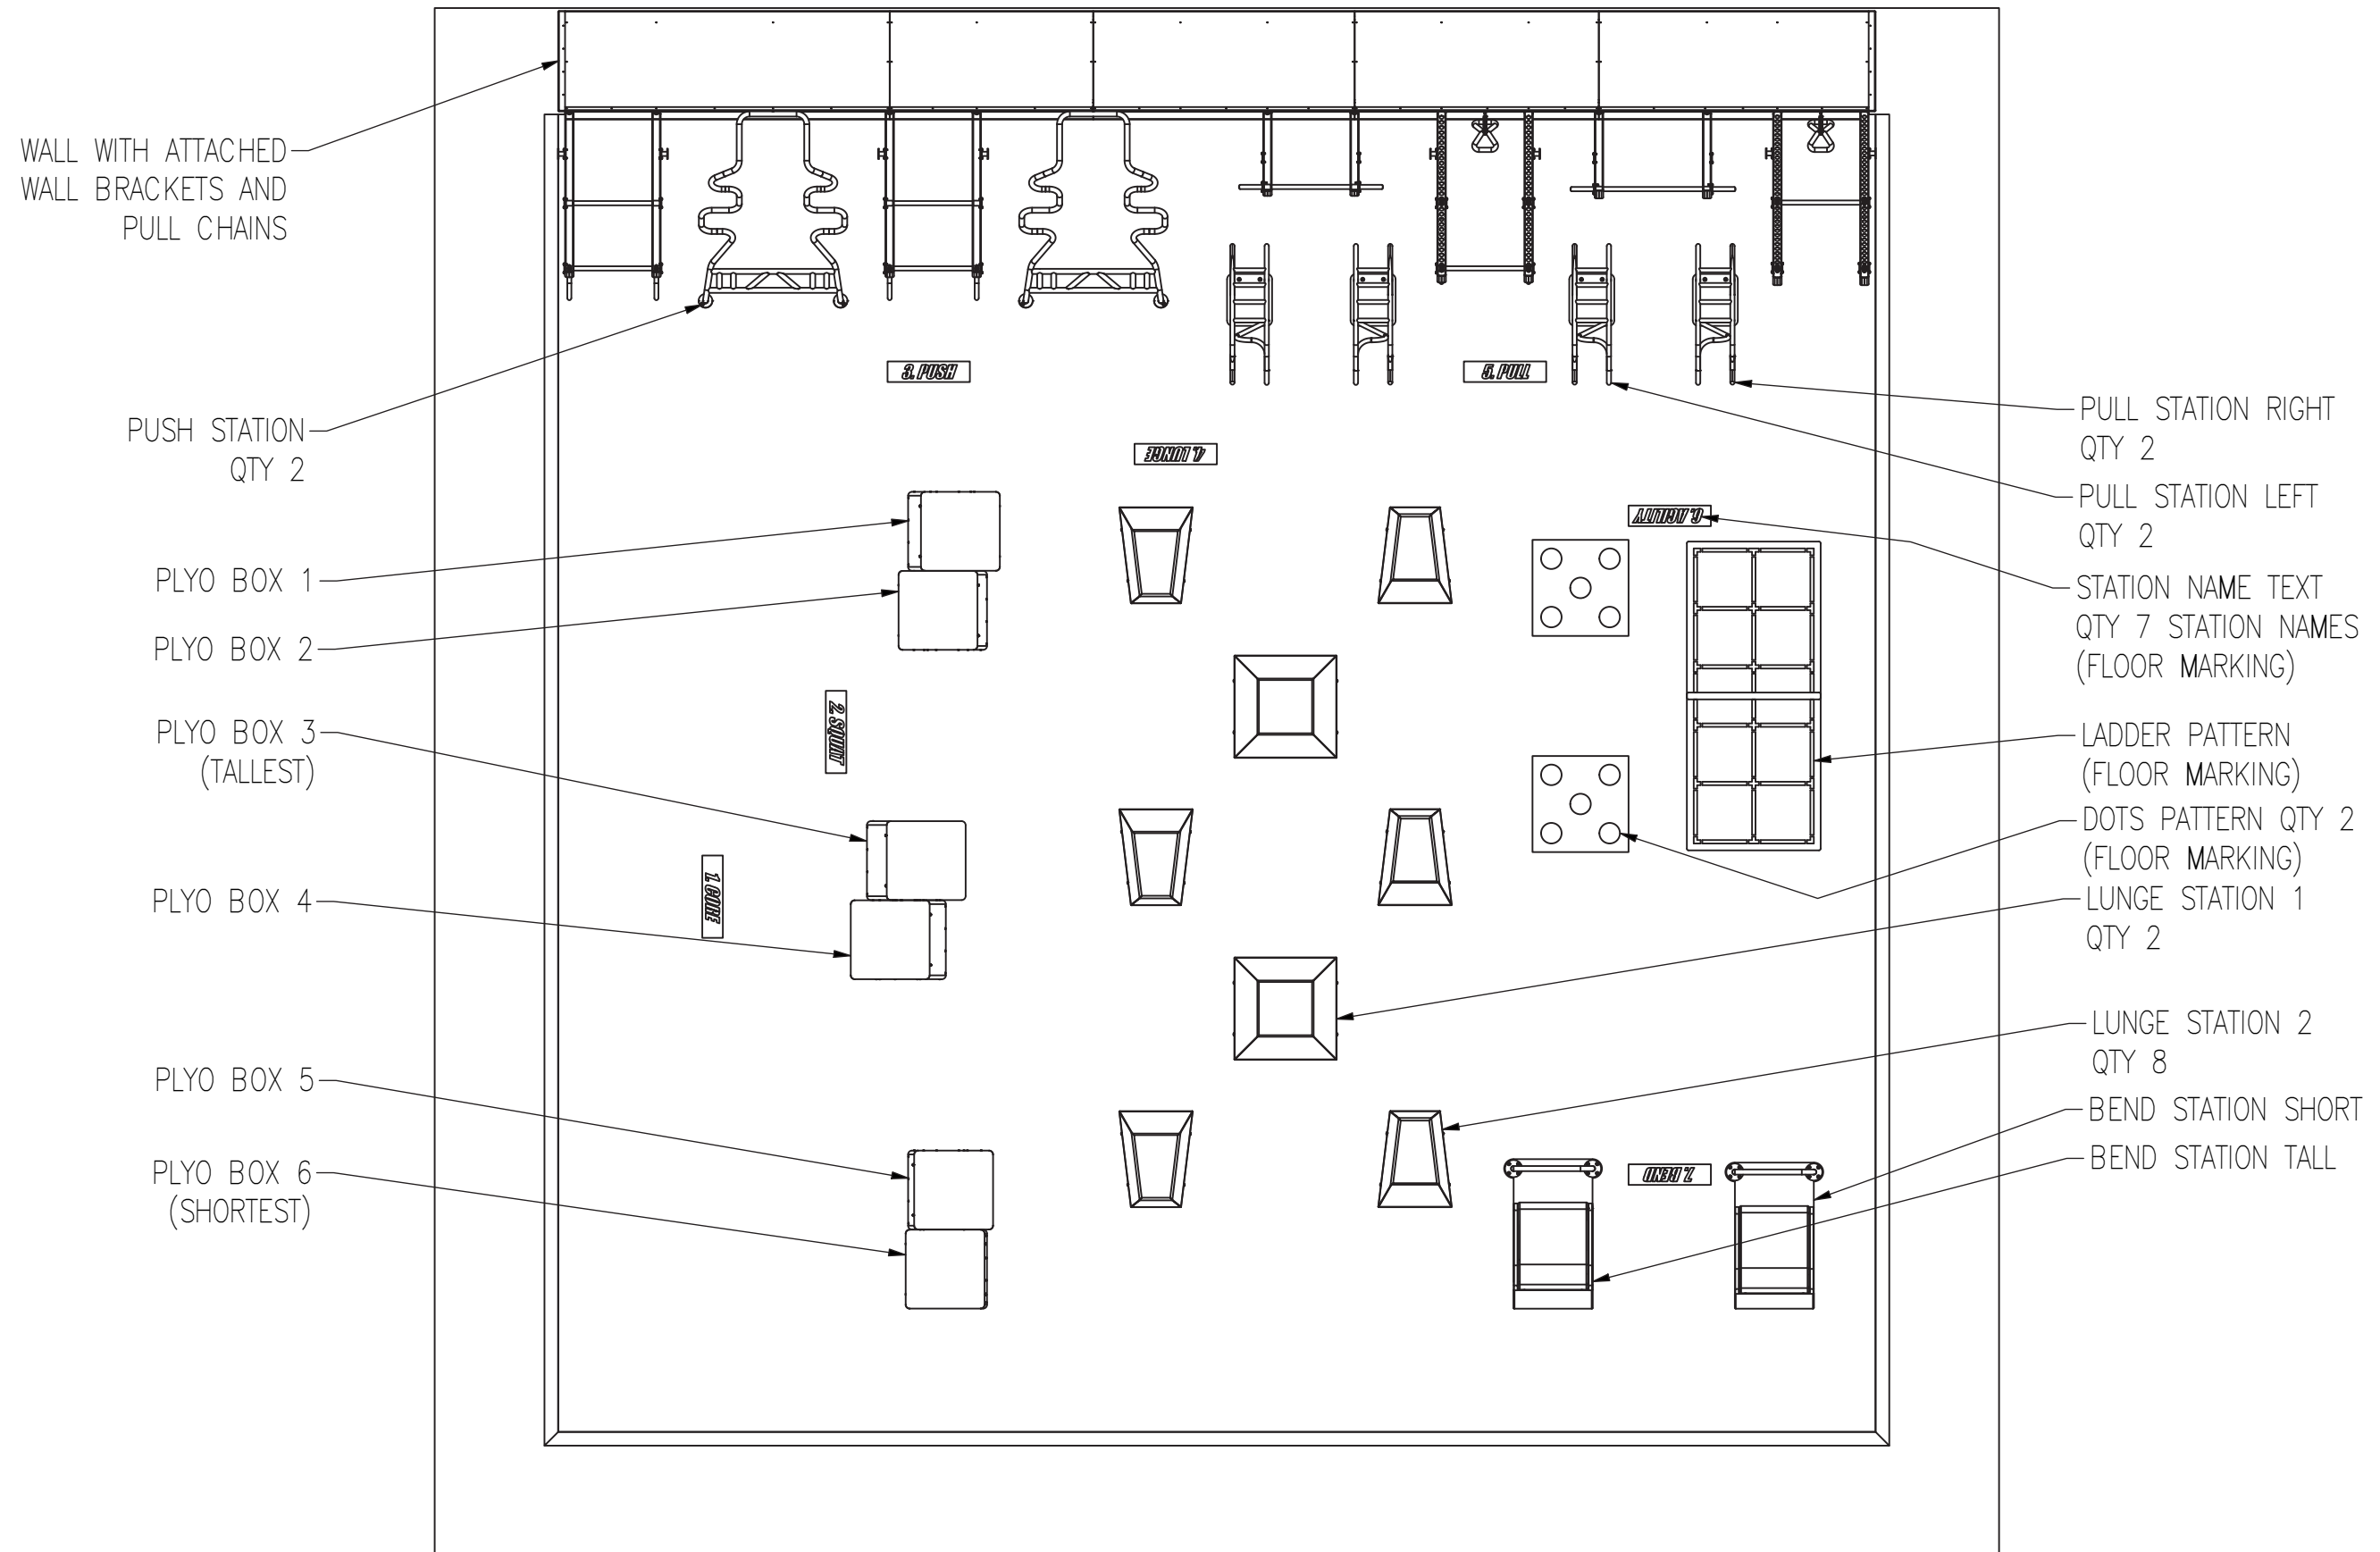 WALL WITH ATTACHED
WALL BRACKETS AND
PULL CHAINS
PUSH STATION
QTY 2
PLYO BOX 1
PLYO BOX 2
PLYO BOX 3
(TALLEST)
PLYO BOX 4
PLYO BOX 5
PLYO BOX 6
(SHORTEST)
3. PUSH
5. PULL
4. LUNGE
6. AGILITY
2. SQUAT
1. CORE
7. BEND
PULL STATION RIGHT
QTY 2
PULL STATION LEFT
QTY 2
STATION NAME TEXT
QTY 7 STATION NAMES
(FLOOR MARKING)
LADDER PATTERN
(FLOOR MARKING)
DOTS PATTERN QTY 2
(FLOOR MARKING)
LUNGE STATION 1
QTY 2
LUNGE STATION 2
QTY 8
BEND STATION SHORT
BEND STATION TALL